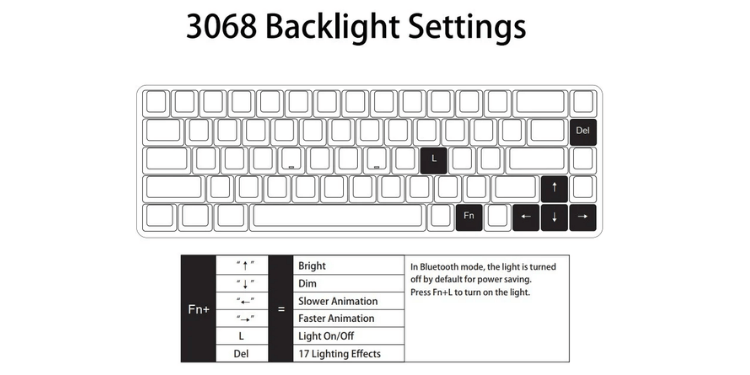 3068 Backlight Settings
Del
L
↑
Fn
←
↓
→
Fn+
"↑"
=
Bright
"↓"
Dim
"←"
Slower Animation
"→"
Faster Animation
L
Light On/Off
Del
17 Lighting Effects
In Bluetooth mode, the light is turned
off by default for power saving.
Press Fn+L to turn on the light.